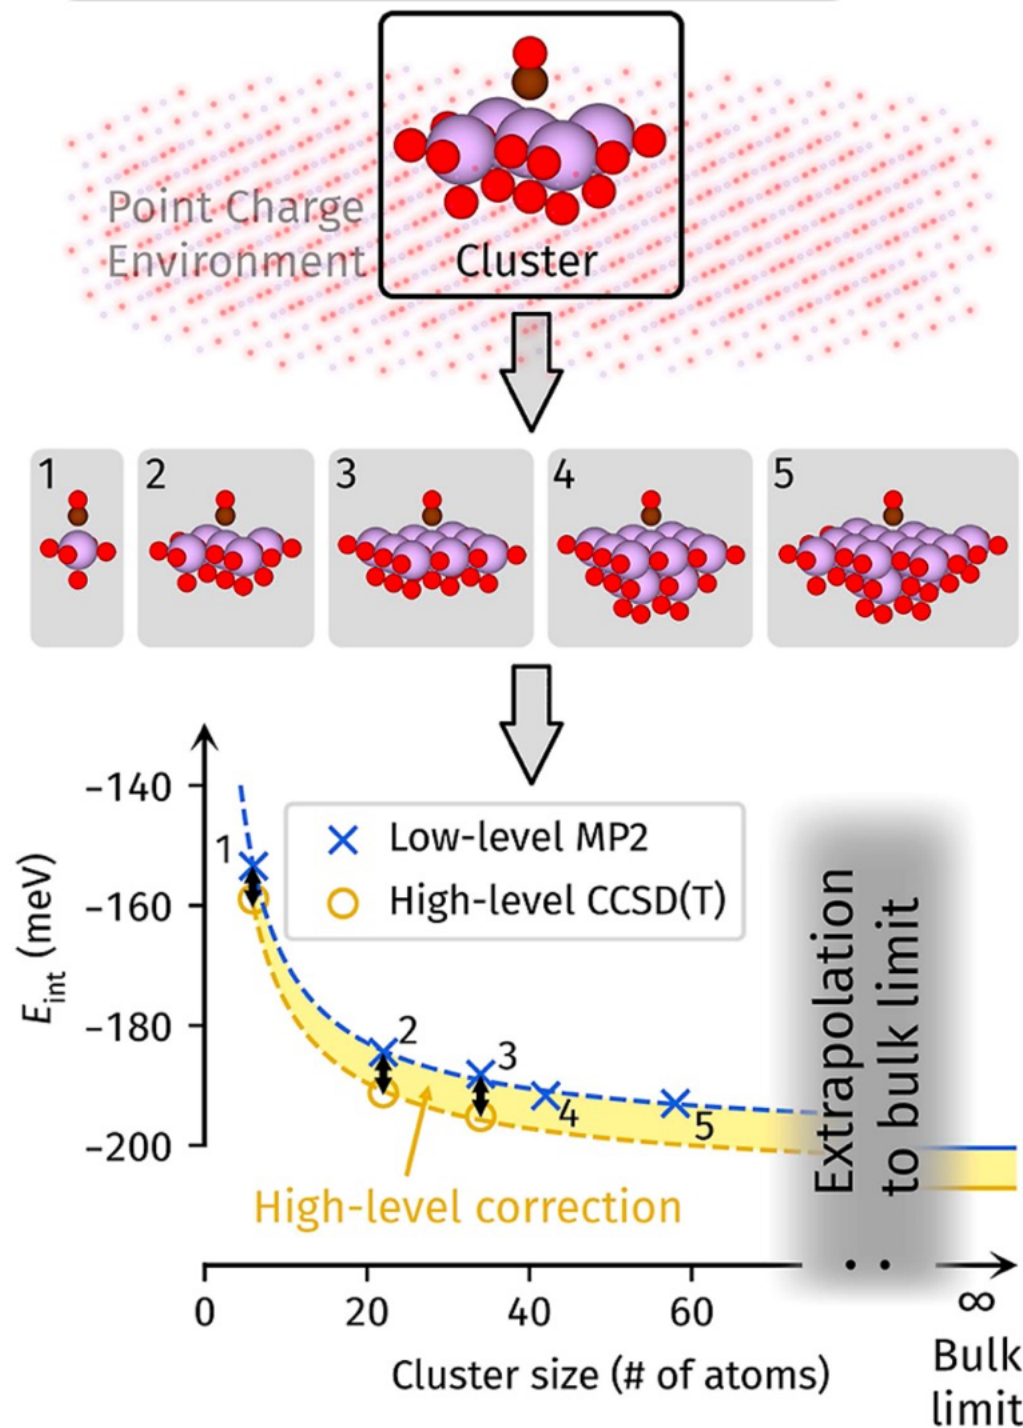 Point Charge
Environment
Cluster
1
2
3
4
5
−140
−160
−180
−200
E_int (meV)
Low-level MP2
High-level CCSD(T)
1
2
3
4
5
High-level correction
Extrapolation
to bulk limit
0
20
40
60
∞
Cluster size (# of atoms)
Bulk
limit